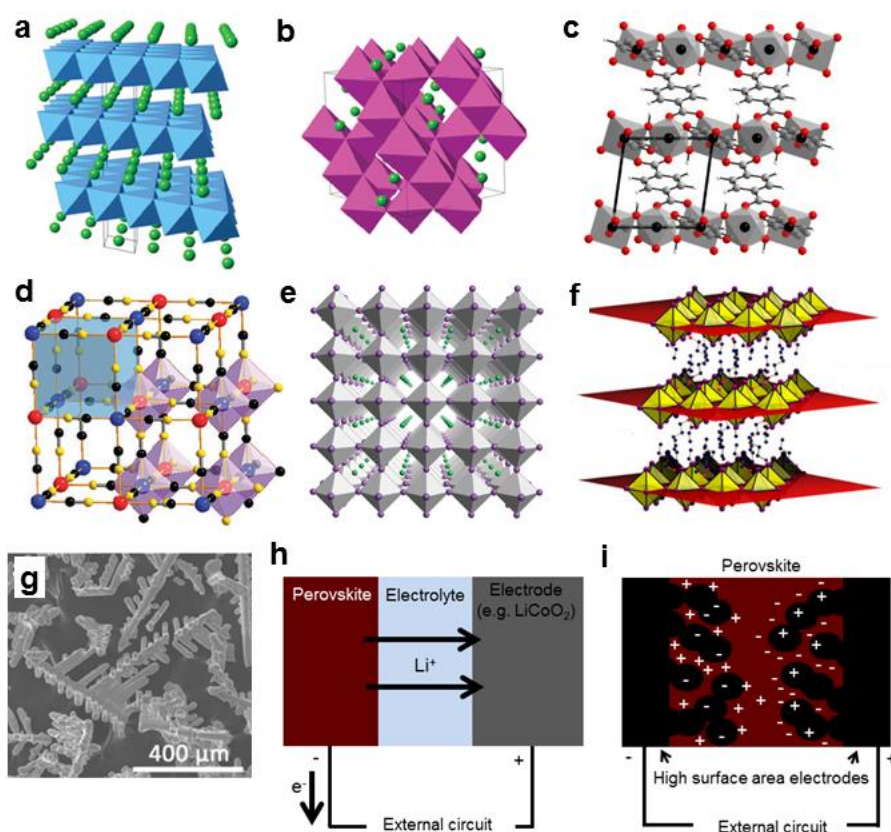 a
b
c
d
e
f
g
400 µm
h
Perovskite
Electrolyte
Electrode
(e.g. LiCoO₂)
Li⁺
-
+
e⁻
External circuit
i
Perovskite
+ + - - -
-
+
High surface area electrodes
External circuit